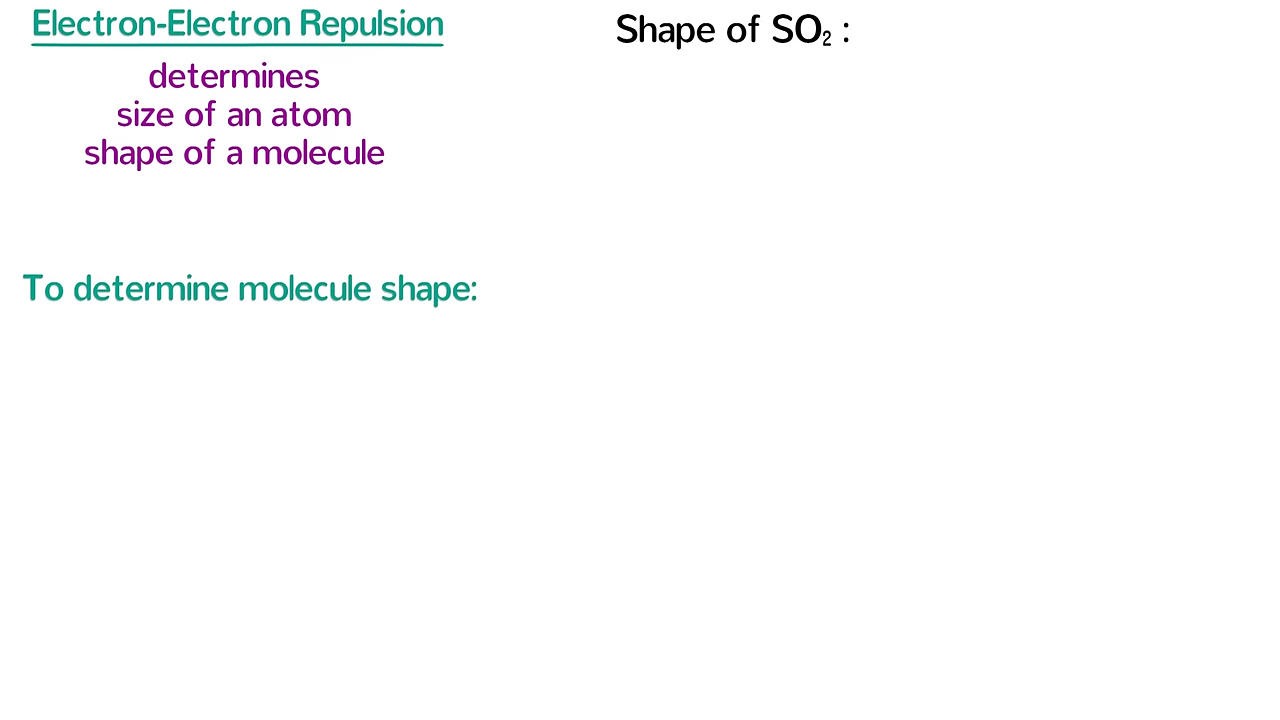 Electron-Electron Repulsion
determines
size of an atom
shape of a molecule
To determine molecule shape:
Shape of SO₂ :